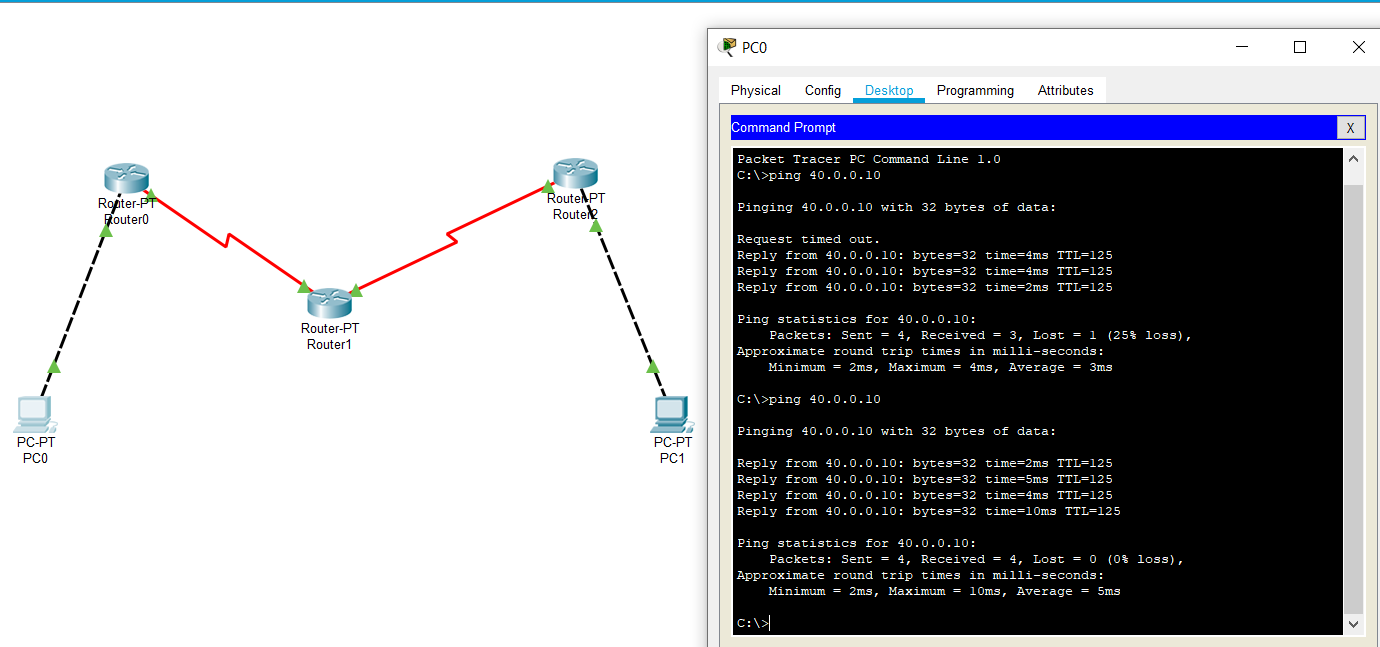 Router-PT
Router0
Router-PT
Router2
Router-PT
Router1
PC-PT
PC0
PC-PT
PC1
PC0
Physical Config Desktop Programming Attributes
Command Prompt
X
Packet Tracer PC Command Line 1.0
C:\>ping 40.0.0.10
Pinging 40.0.0.10 with 32 bytes of data:
Request timed out.
Reply from 40.0.0.10: bytes=32 time=4ms TTL=125
Reply from 40.0.0.10: bytes=32 time=4ms TTL=125
Reply from 40.0.0.10: bytes=32 time=2ms TTL=125
Ping statistics for 40.0.0.10:
Packets: Sent = 4, Received = 3, Lost = 1 (25% loss),
Approximate round trip times in milli-seconds:
Minimum = 2ms, Maximum = 4ms, Average = 3ms
C:\>ping 40.0.0.10
Pinging 40.0.0.10 with 32 bytes of data:
Reply from 40.0.0.10: bytes=32 time=2ms TTL=125
Reply from 40.0.0.10: bytes=32 time=5ms TTL=125
Reply from 40.0.0.10: bytes=32 time=4ms TTL=125
Reply from 40.0.0.10: bytes=32 time=10ms TTL=125
Ping statistics for 40.0.0.10:
Packets: Sent = 4, Received = 4, Lost = 0 (0% loss),
Approximate round trip times in milli-seconds:
Minimum = 2ms, Maximum = 10ms, Average = 5ms
C:\>